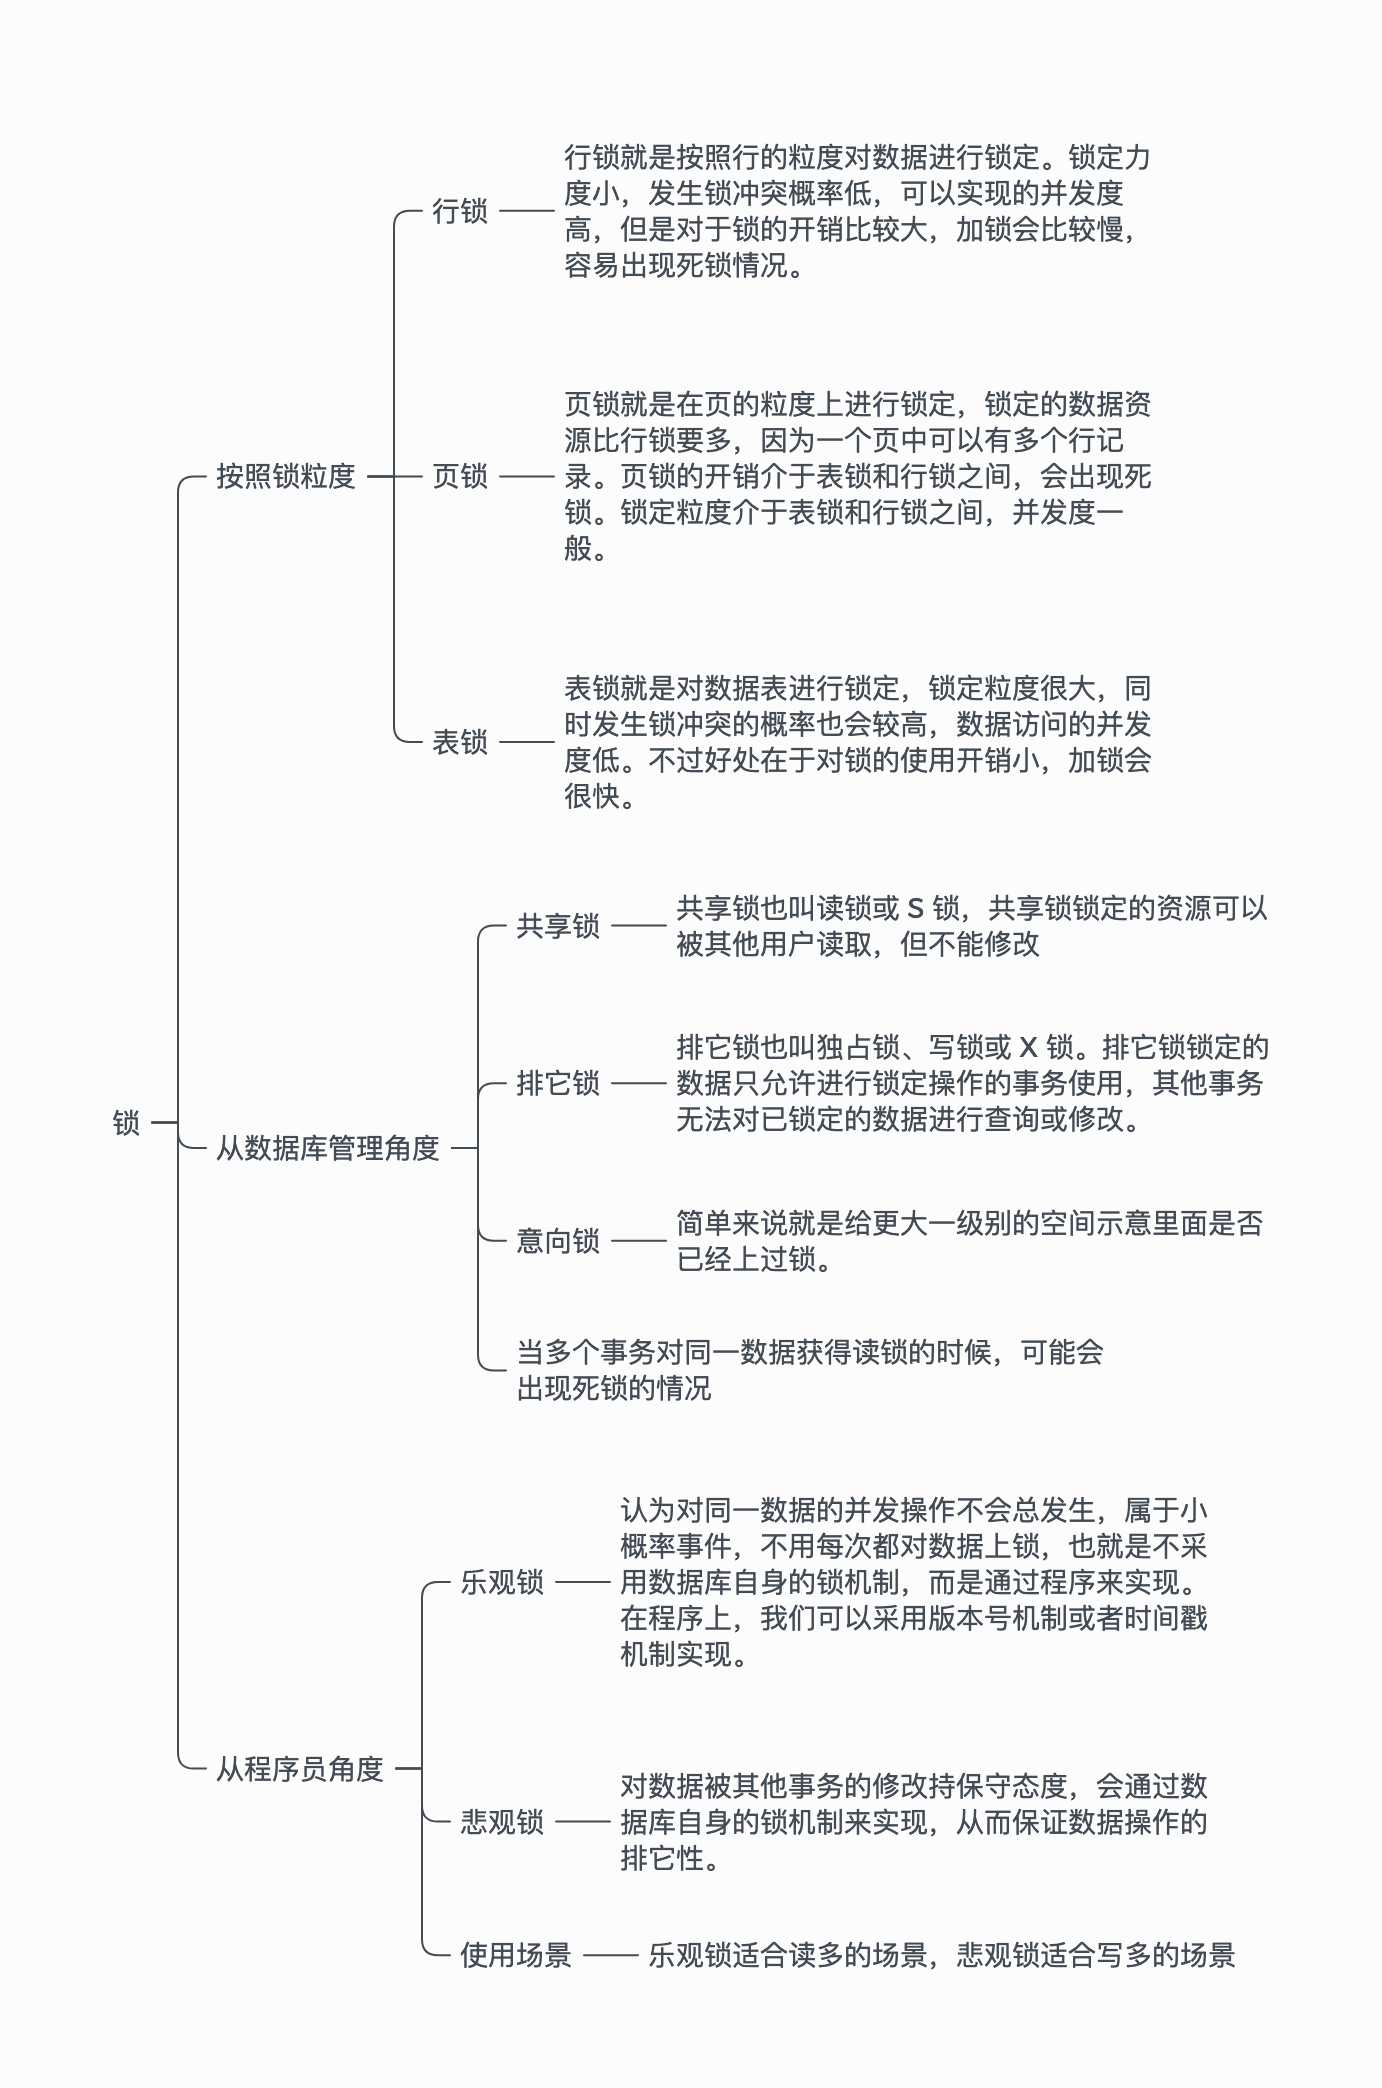 锁
按照锁粒度
行锁
行锁就是按照行的粒度对数据进行锁定。锁定力
度小，发生锁冲突概率低，可以实现的并发度
高，但是对于锁的开销比较大，加锁会比较慢，
容易出现死锁情况。
页锁
页锁就是在页的粒度上进行锁定，锁定的数据资
源比行锁要多，因为一个页中可以有多个行记
录。页锁的开销介于表锁和行锁之间，会出现死
锁。锁定粒度介于表锁和行锁之间，并发度一
般。
表锁
表锁就是对数据表进行锁定，锁定粒度很大，同
时发生锁冲突的概率也会较高，数据访问的并发
度低。不过好处在于对锁的使用开销小，加锁会
很快。
从数据库管理角度
共享锁
共享锁也叫读锁或 S 锁，共享锁锁定的资源可以
被其他用户读取，但不能修改
排它锁
排它锁也叫独占锁、写锁或 X 锁。排它锁锁定的
数据只允许进行锁定操作的事务使用，其他事务
无法对已锁定的数据进行查询或修改。
意向锁
简单来说就是给更大一级别的空间示意里面是否
已经上过锁。
当多个事务对同一数据获得读锁的时候，可能会
出现死锁的情况
从程序员角度
乐观锁
认为对同一数据的并发操作不会总发生，属于小
概率事件，不用每次都对数据上锁，也就是不采
用数据库自身的锁机制，而是通过程序来实现。
在程序上，我们可以采用版本号机制或者时间戳
机制实现。
悲观锁
对数据被其他事务的修改持保守态度，会通过数
据库自身的锁机制来实现，从而保证数据操作的
排它性。
使用场景
乐观锁适合读多的场景，悲观锁适合写多的场景